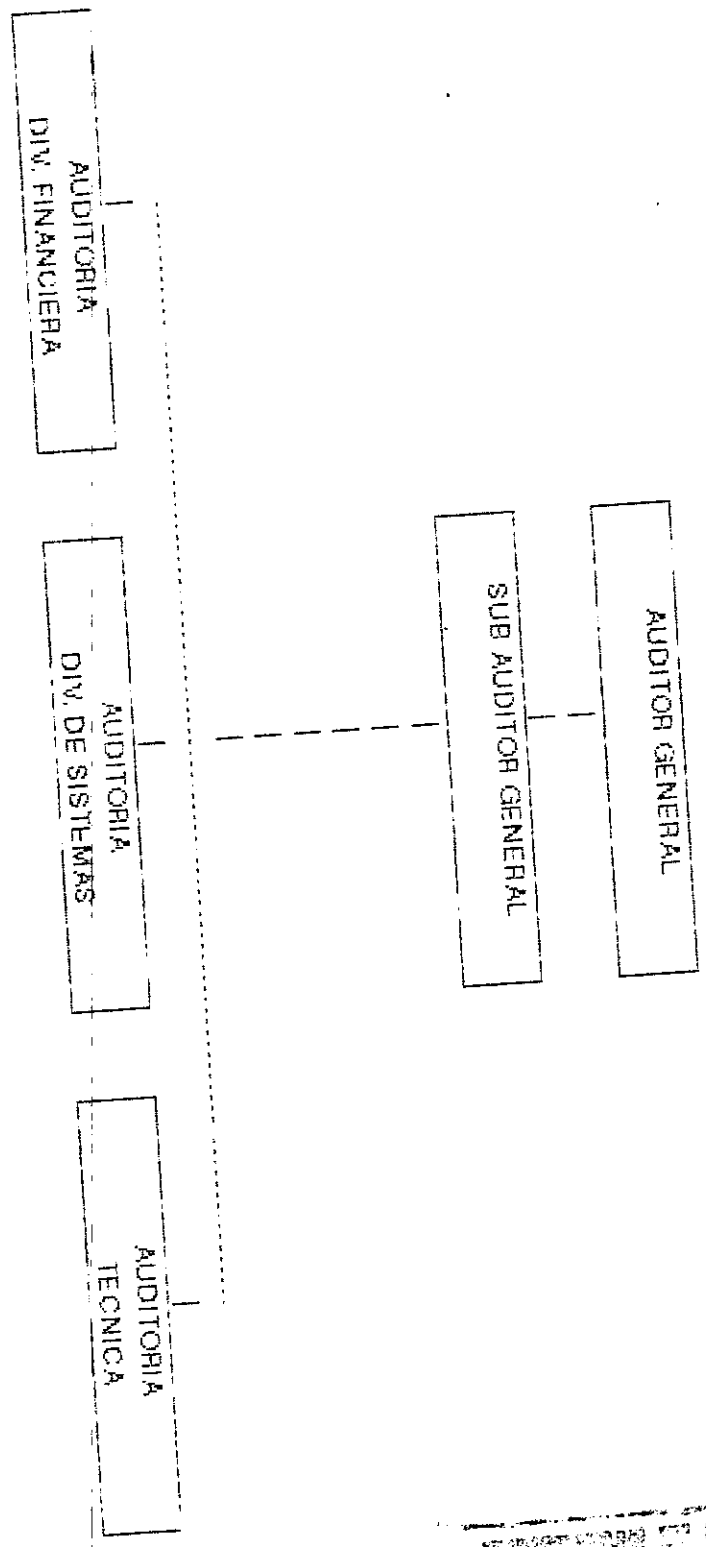 AUDITOR GENERAL
SUB AUDITOR GENERAL
AUDITORIA
DIV. FINANCIERA
AUDITORIA
DIV. DE SISTEMAS
AUDITORIA
TECNICA